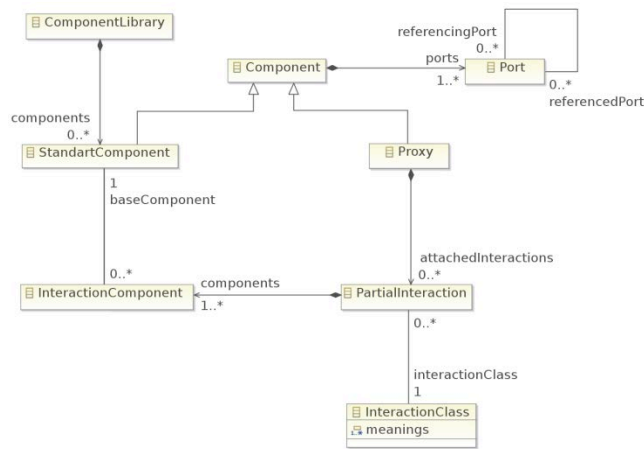 ComponentLibrary
referencingPort
0..*
ports
Component
Port
1..*
0..*
referencedPort
components
0..*
StandartComponent
Proxy
1
baseComponent
attachedInteractions
0..*
0..*
components
InteractionComponent
PartialInteraction
1..*
0..*
interactionClass
1
InteractionClass
meanings